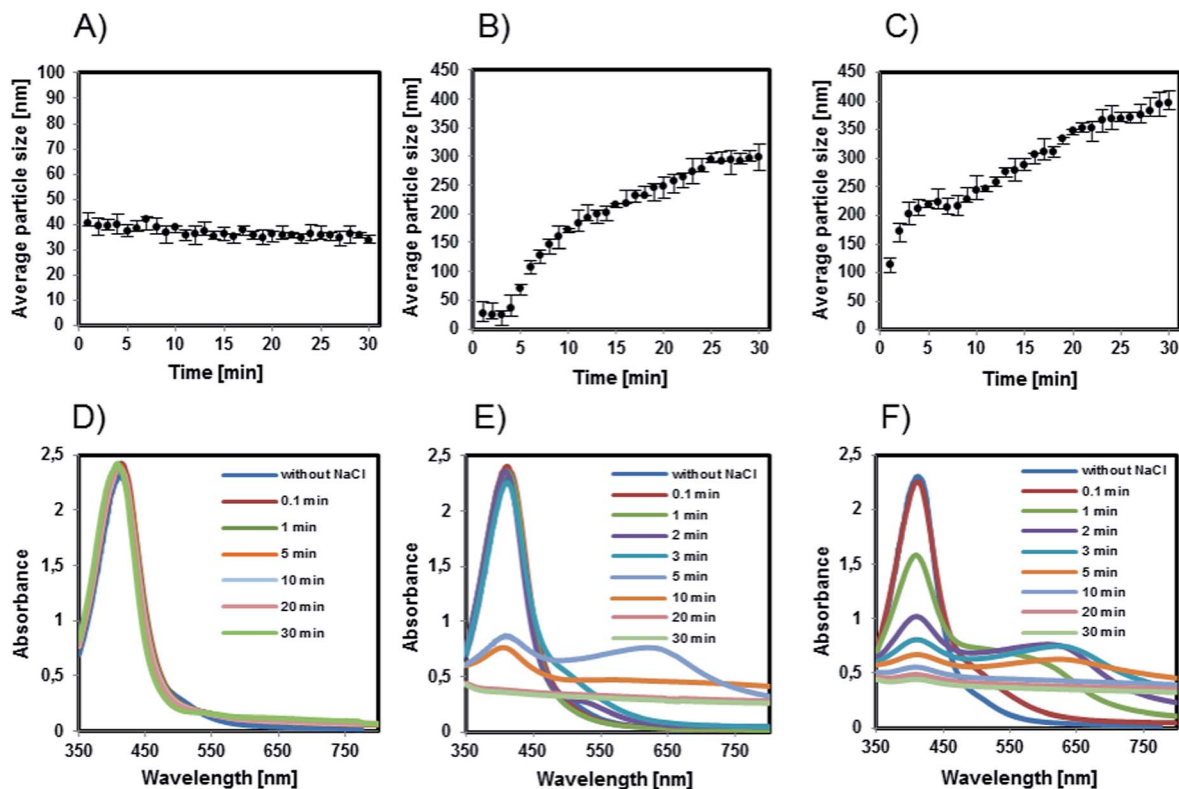 A)
Average particle size [nm]
100
90
80
70
60
50
40
30
20
10
0
0 5 10 15 20 25 30
Time [min]
B)
Average particle size [nm]
450
400
350
300
250
200
150
100
50
0
0 5 10 15 20 25 30
Time [min]
C)
Average particle size [nm]
450
400
350
300
250
200
150
100
50
0
0 5 10 15 20 25 30
Time [min]
D)
Absorbance
2,5
2
1,5
1
0,5
0
350 450 550 650 750
Wavelength [nm]
without NaCl
0.1 min
1 min
5 min
10 min
20 min
30 min
E)
Absorbance
2,5
2
1,5
1
0,5
0
350 450 550 650 750
Wavelength [nm]
without NaCl
0.1 min
1 min
2 min
3 min
5 min
10 min
20 min
30 min
F)
Absorbance
2,5
2
1,5
1
0,5
0
350 450 550 650 750
Wavelength [nm]
without NaCl
0.1 min
1 min
2 min
3 min
5 min
10 min
20 min
30 min